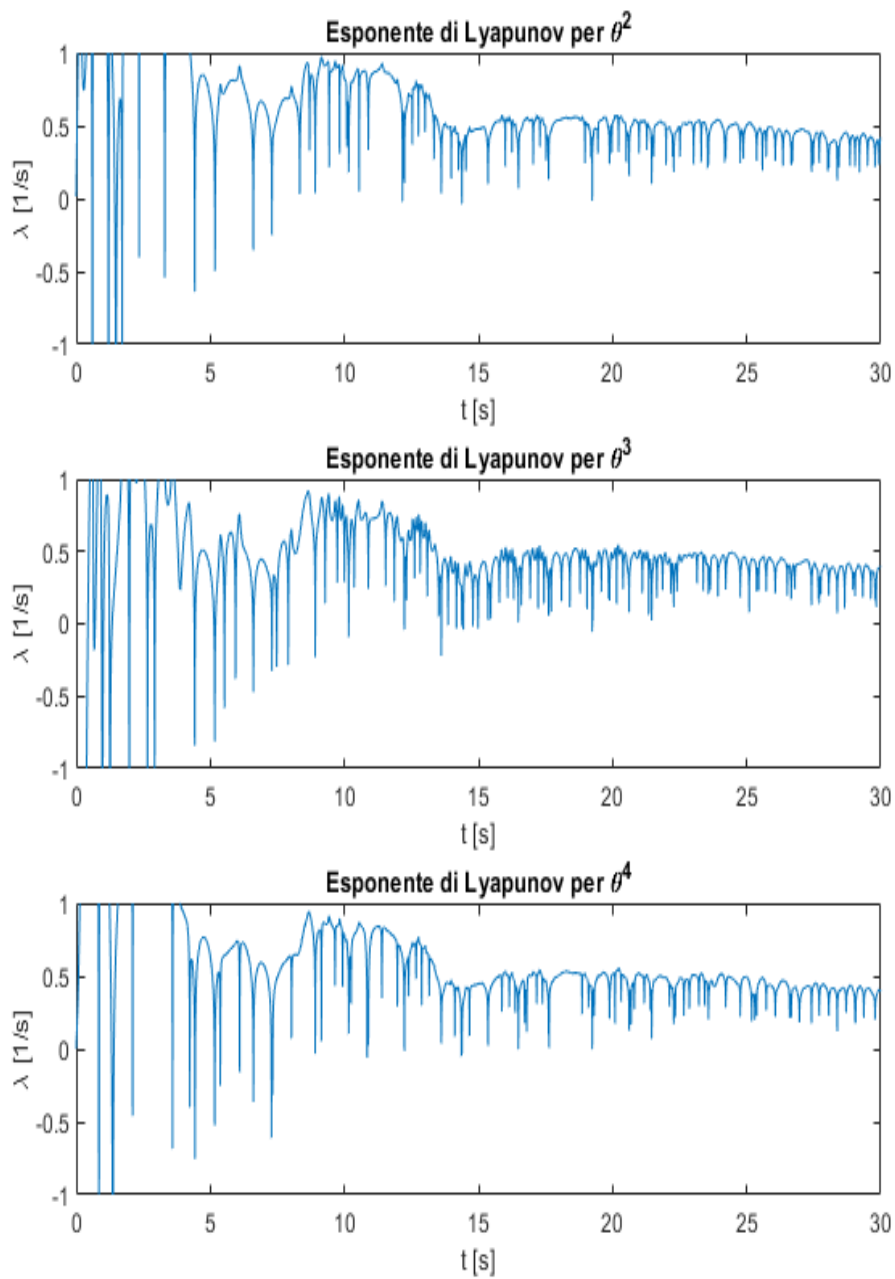 Esponente di Lyapunov per θ²
1
0.5
0
-0.5
-1
λ [1/s]
0 5 10 15 20 25 30
t [s]
Esponente di Lyapunov per θ³
1
0.5
0
-0.5
-1
λ [1/s]
0 5 10 15 20 25 30
t [s]
Esponente di Lyapunov per θ⁴
1
0.5
0
-0.5
-1
λ [1/s]
0 5 10 15 20 25 30
t [s]